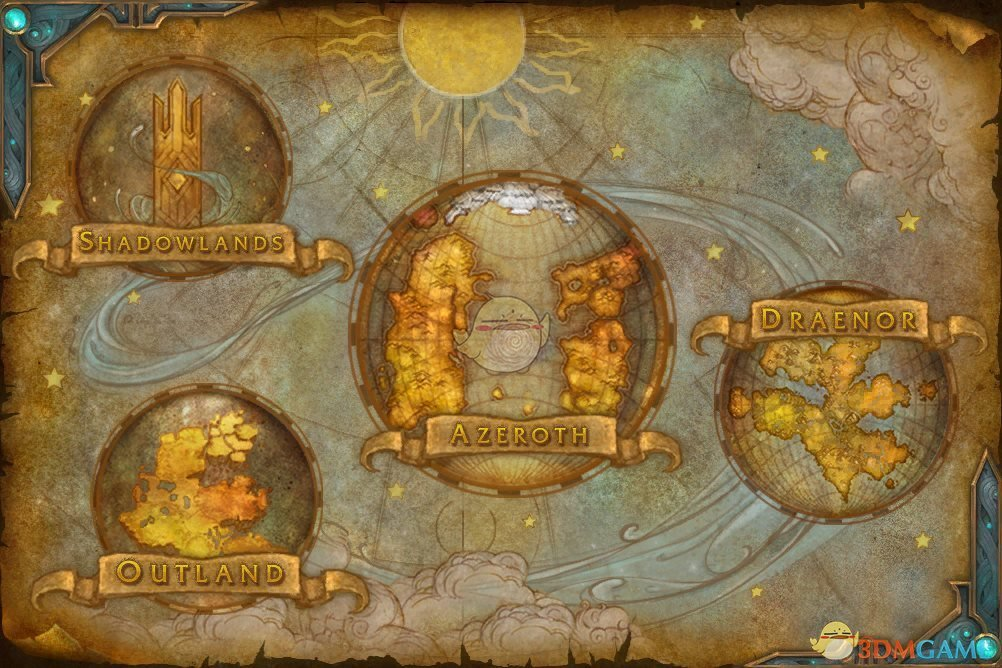 SHADOWLANDS
DRAENOR
AZEROTH
OUTLAND
3DMGAME